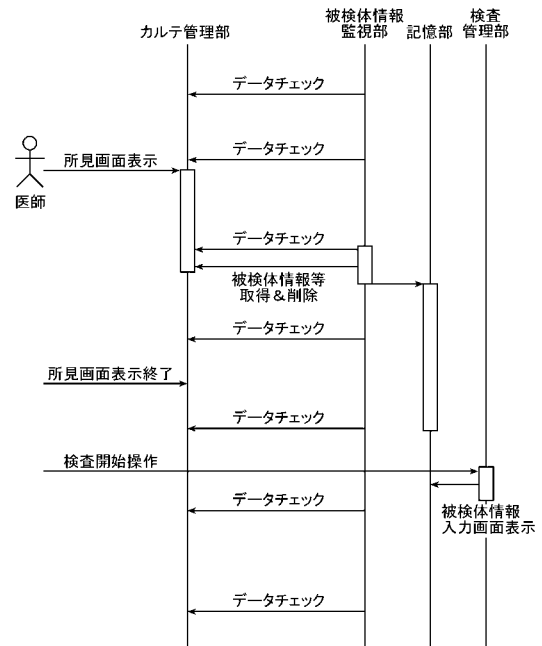 カルテ管理部
被検体情報
監視部
記憶部
検査
管理部
データチェック
データチェック
所見画面表示
医師
データチェック
被検体情報等
取得＆削除
データチェック
所見画面表示終了
データチェック
検査開始操作
データチェック
被検体情報
入力画面表示
データチェック